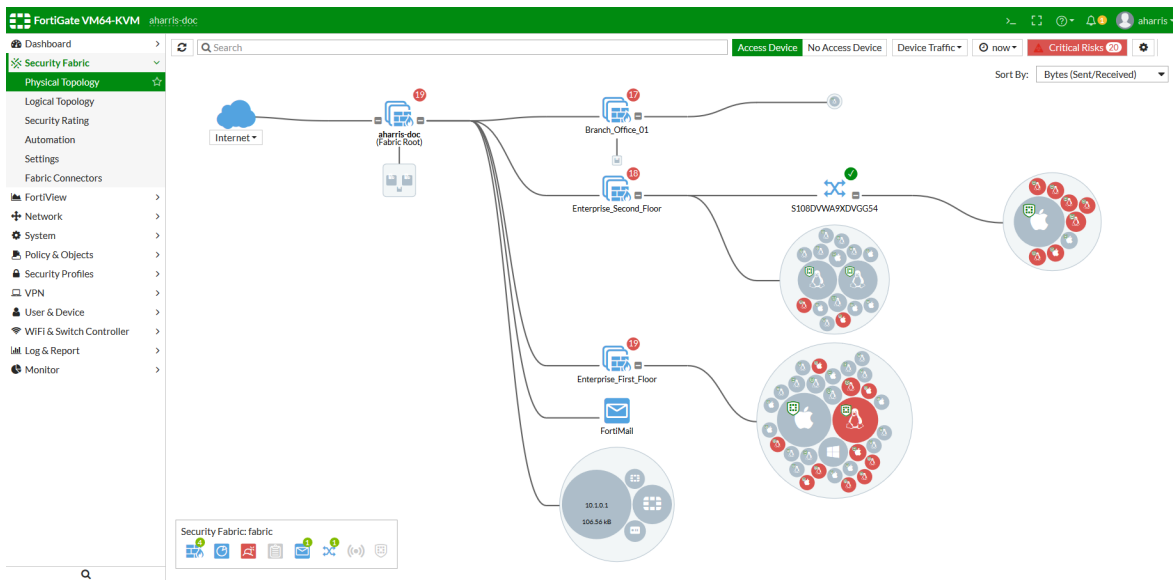 FortiGate VM64-KVM aharris-doc
>_ 1 aharris
Dashboard
Security Fabric
Physical Topology
Logical Topology
Security Rating
Automation
Settings
Fabric Connectors
FortiView
Network
System
Policy & Objects
Security Profiles
VPN
User & Device
WiFi & Switch Controller
Log & Report
Monitor
Search
Access Device No Access Device Device Traffic now Critical Risks 20
Sort By: Bytes (Sent/Received)
Internet
19
aharris-doc
(Fabric Root)
17
Branch_Office_01
18
Enterprise_Second_Floor
S108DVWA9XDVGG54
19
Enterprise_First_Floor
FortiMail
10.1.0.1
106.56 kB
Security Fabric: fabric
4 1 1